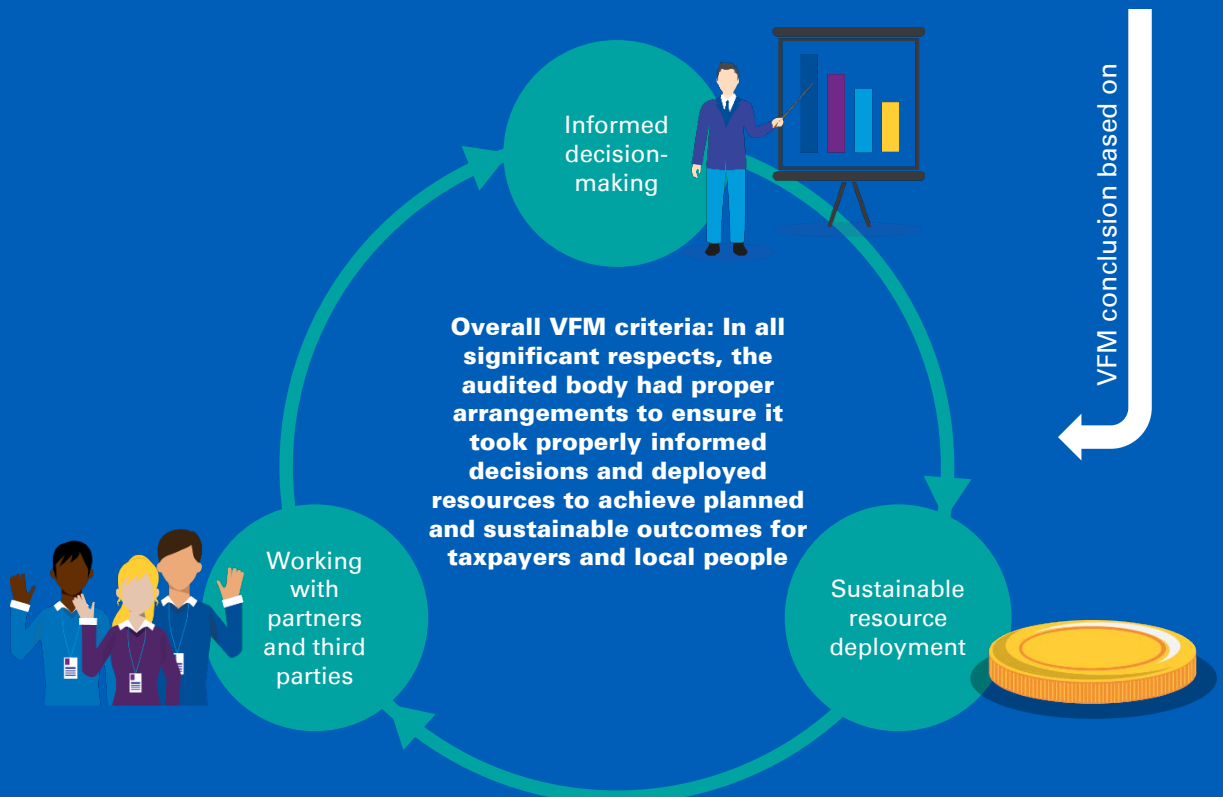 VFM conclusion based on
Informed
decision-
making
Overall VFM criteria: In all
significant respects, the
audited body had proper
arrangements to ensure it
took properly informed
decisions and deployed
resources to achieve planned
and sustainable outcomes for
taxpayers and local people
Working
with
partners
and third
parties
Sustainable
resource
deployment